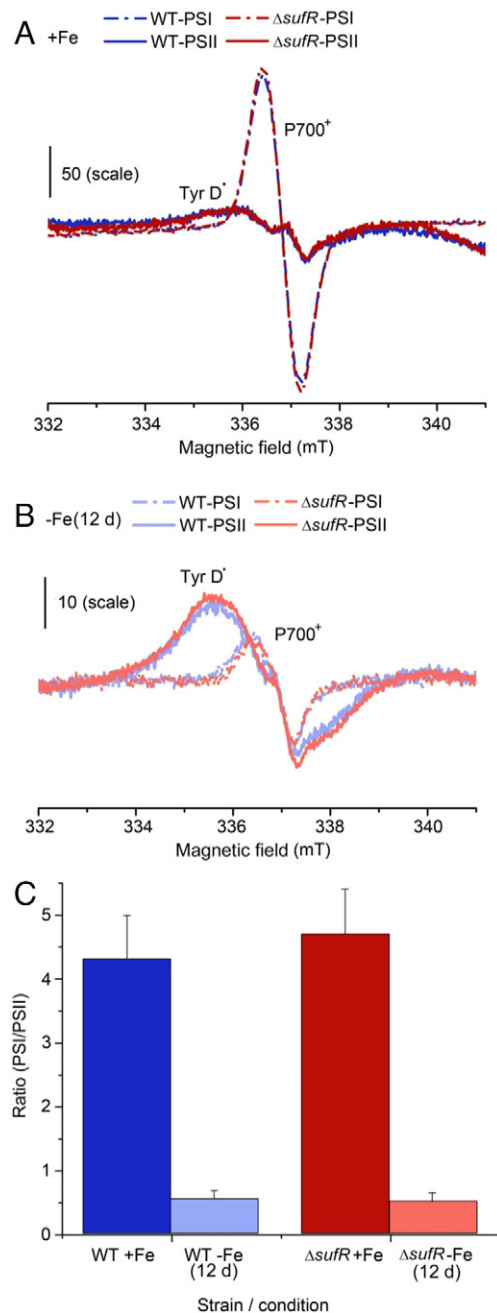 A
+Fe
WT-PSI ΔsufR-PSI
WT-PSII ΔsufR-PSII
50 (scale)
P700+
Tyr D•
332 334 336 338 340
Magnetic field (mT)
B
-Fe(12 d)
WT-PSI ΔsufR-PSI
WT-PSII ΔsufR-PSII
Tyr D•
10 (scale)
P700+
332 334 336 338 340
Magnetic field (mT)
C
5
4
3
2
1
0
Ratio (PSI/PSII)
WT +Fe WT -Fe ΔsufR+Fe ΔsufR-Fe
(12 d) (12 d)
Strain / condition